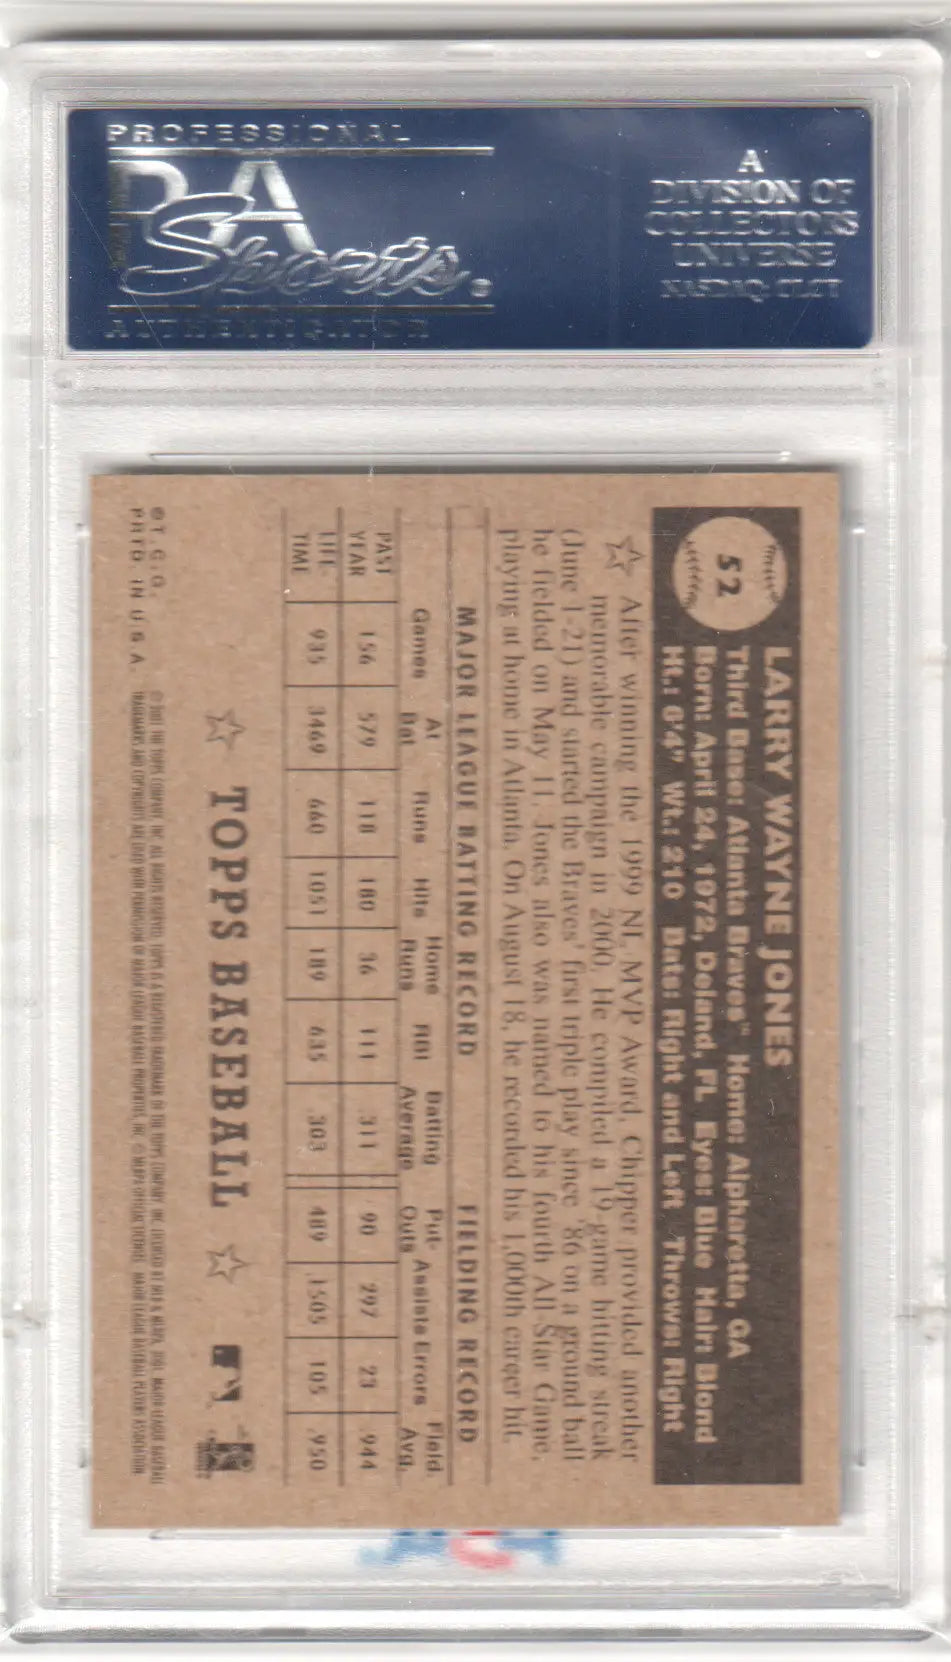 PROFESSIONAL
PSA
Sports
AUTHENTICATOR
A
DIVISION OF
COLLECTORS
UNIVERSE
NASDAQ: CLCT
52
LARRY WAYNE JONES
Third Base: Atlanta Braves™ Home: Alpharetta, GA
Born: April 24, 1972, Deland, FL Eyes: Blue Hair: Blond
Ht.: 6'4" Wt.: 210 Bats: Right and Left Throws: Right
☆ After winning the 1999 NL MVP Award, Chipper provided another
memorable campaign in 2000. He compiled a 19-game hitting streak
(June 1-21) and started the Braves' first triple play since '86 on a ground ball
he fielded on May 11. Jones also was named to his fourth All-Star Game,
playing at home in Atlanta. On August 18, he recorded his 1,000th career hit.
MAJOR LEAGUE BATTING RECORD FIELDING RECORD
Games At Bat Runs Hits Home Runs RBI Batting Average Put-Outs Assists Errors Field. Avg.
PAST YEAR 156 579 118 180 36 111 .311 90 297 23 .944
LIFE-TIME 935 3469 660 1051 189 635 .303 489 1505 105 .950
☆ TOPPS BASEBALL ☆
©T. C. G.
PRTD. IN U. S. A.